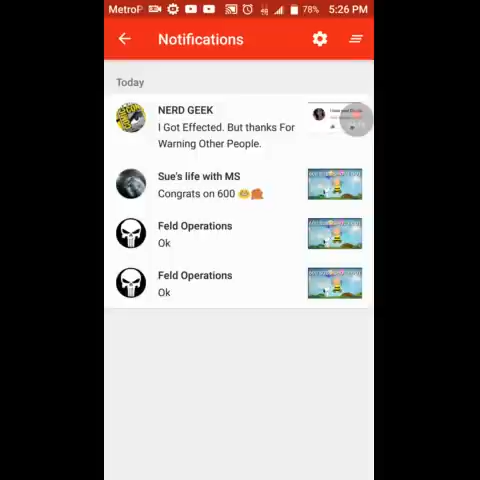 MetroP 78% 5:26 PM
Notifications
Today
NERD GEEK
I Got Effected. But thanks For
Warning Other People.
Sue's life with MS
Congrats on 600
Feld Operations
Ok
Feld Operations
Ok